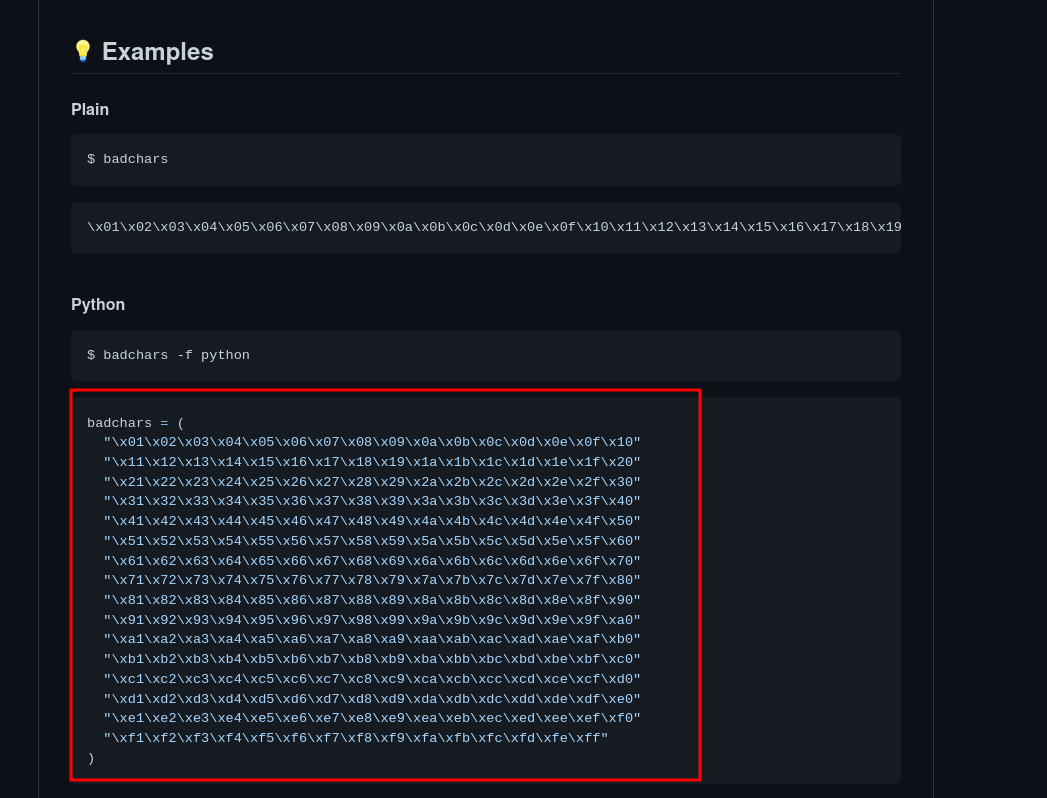 💡 Examples
Plain
$ badchars
\x01\x02\x03\x04\x05\x06\x07\x08\x09\x0a\x0b\x0c\x0d\x0e\x0f\x10\x11\x12\x13\x14\x15\x16\x17\x18\x19
Python
$ badchars -f python
badchars = (
  "\x01\x02\x03\x04\x05\x06\x07\x08\x09\x0a\x0b\x0c\x0d\x0e\x0f\x10"
  "\x11\x12\x13\x14\x15\x16\x17\x18\x19\x1a\x1b\x1c\x1d\x1e\x1f\x20"
  "\x21\x22\x23\x24\x25\x26\x27\x28\x29\x2a\x2b\x2c\x2d\x2e\x2f\x30"
  "\x31\x32\x33\x34\x35\x36\x37\x38\x39\x3a\x3b\x3c\x3d\x3e\x3f\x40"
  "\x41\x42\x43\x44\x45\x46\x47\x48\x49\x4a\x4b\x4c\x4d\x4e\x4f\x50"
  "\x51\x52\x53\x54\x55\x56\x57\x58\x59\x5a\x5b\x5c\x5d\x5e\x5f\x60"
  "\x61\x62\x63\x64\x65\x66\x67\x68\x69\x6a\x6b\x6c\x6d\x6e\x6f\x70"
  "\x71\x72\x73\x74\x75\x76\x77\x78\x79\x7a\x7b\x7c\x7d\x7e\x7f\x80"
  "\x81\x82\x83\x84\x85\x86\x87\x88\x89\x8a\x8b\x8c\x8d\x8e\x8f\x90"
  "\x91\x92\x93\x94\x95\x96\x97\x98\x99\x9a\x9b\x9c\x9d\x9e\x9f\xa0"
  "\xa1\xa2\xa3\xa4\xa5\xa6\xa7\xa8\xa9\xaa\xab\xac\xad\xae\xaf\xb0"
  "\xb1\xb2\xb3\xb4\xb5\xb6\xb7\xb8\xb9\xba\xbb\xbc\xbd\xbe\xbf\xc0"
  "\xc1\xc2\xc3\xc4\xc5\xc6\xc7\xc8\xc9\xca\xcb\xcc\xcd\xce\xcf\xd0"
  "\xd1\xd2\xd3\xd4\xd5\xd6\xd7\xd8\xd9\xda\xdb\xdc\xdd\xde\xdf\xe0"
  "\xe1\xe2\xe3\xe4\xe5\xe6\xe7\xe8\xe9\xea\xeb\xec\xed\xee\xef\xf0"
  "\xf1\xf2\xf3\xf4\xf5\xf6\xf7\xf8\xf9\xfa\xfb\xfc\xfd\xfe\xff"
)